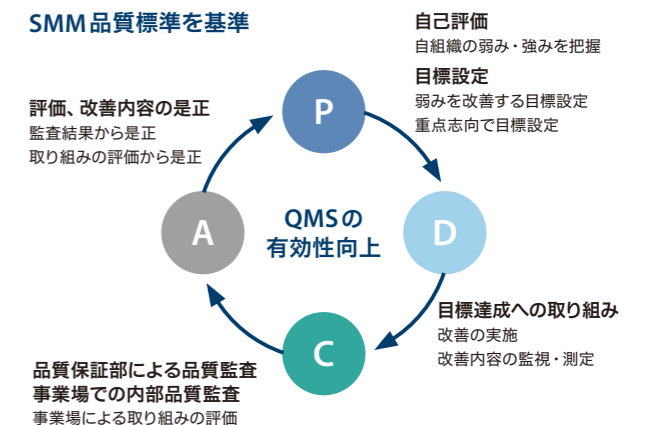 SMM品質標準を基準
自己評価
自組織の弱み・強みを把握
目標設定
弱みを改善する目標設定
重点志向で目標設定
P
評価、改善内容の是正
監査結果から是正
取り組みの評価から是正
A
QMSの
有効性向上
D
目標達成への取り組み
改善の実施
改善内容の監視・測定
C
品質保証部による品質監査
事業場での内部品質監査
事業場による取り組みの評価